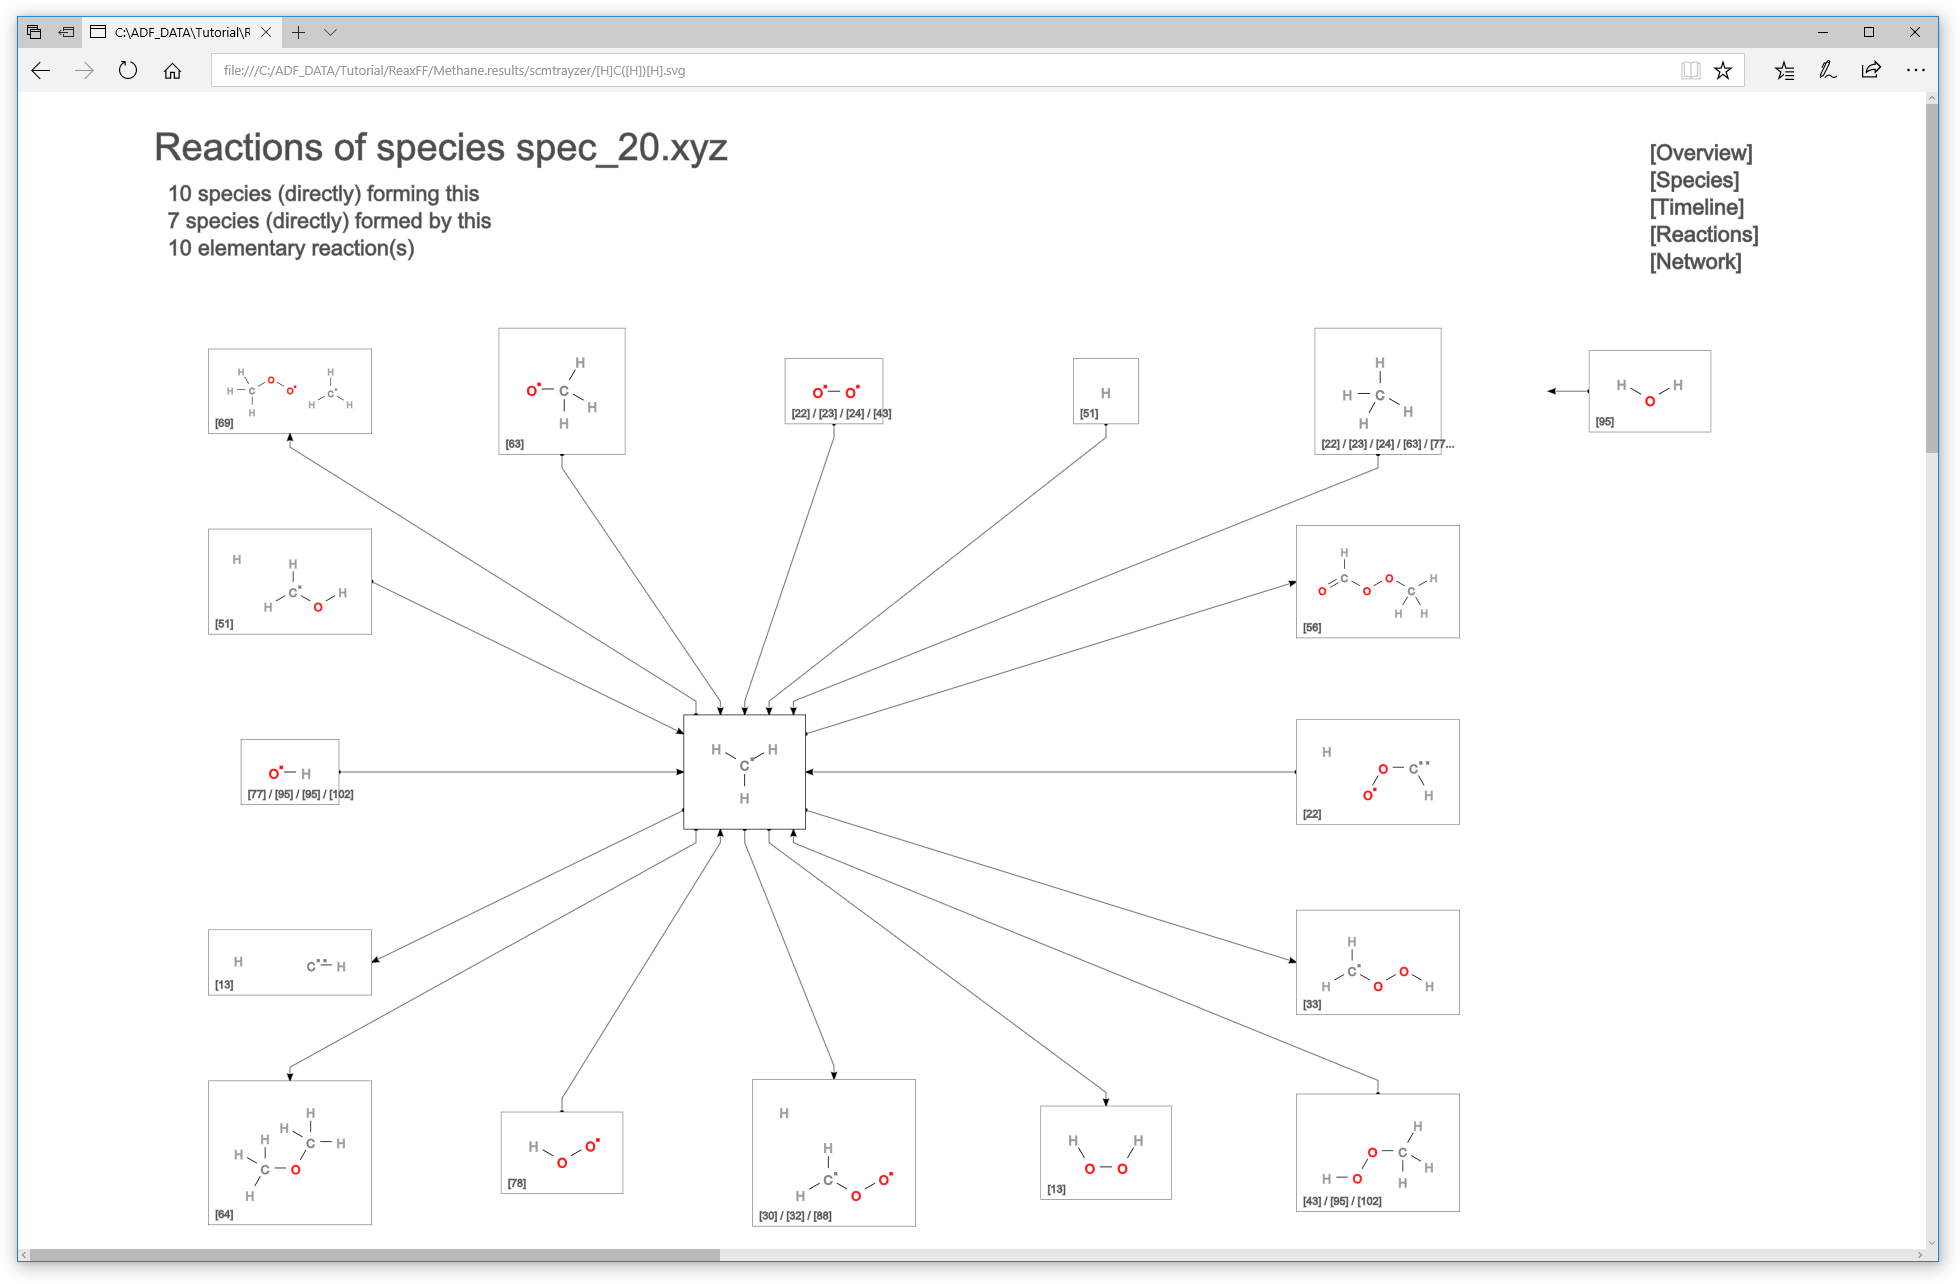 C:\ADF_DATA\Tutorial\R
file:///C:/ADF_DATA/Tutorial/ReaxFF/Methane.results/scmtrayzer/[H]C([H])[H].svg
Reactions of species spec_20.xyz
10 species (directly) forming this
7 species (directly) formed by this
10 elementary reaction(s)
[Overview]
[Species]
[Timeline]
[Reactions]
[Network]
H
H
H C O O
H
H C H
[69]
H
O C
H
H
[63]
O O
[22] / [23] / [24] / [43]
H
[51]
H
H C
H
H
[22] / [23] / [24] / [63] / [77...
H H
O
[95]
H
H
C
H O H
[51]
H
C O H
O O C
H H
[56]
O H
[77] / [95] / [95] / [102]
H H
C
H
H
O C
O H
[22]
H C H
[13]
H
C O
H O H
[33]
H
H
H H C H
C O
H
[64]
H O
O
[78]
H
H
C O
H O
[30] / [32] / [88]
H H
O O
[13]
H
O C
H
H O H
[43] / [95] / [102]